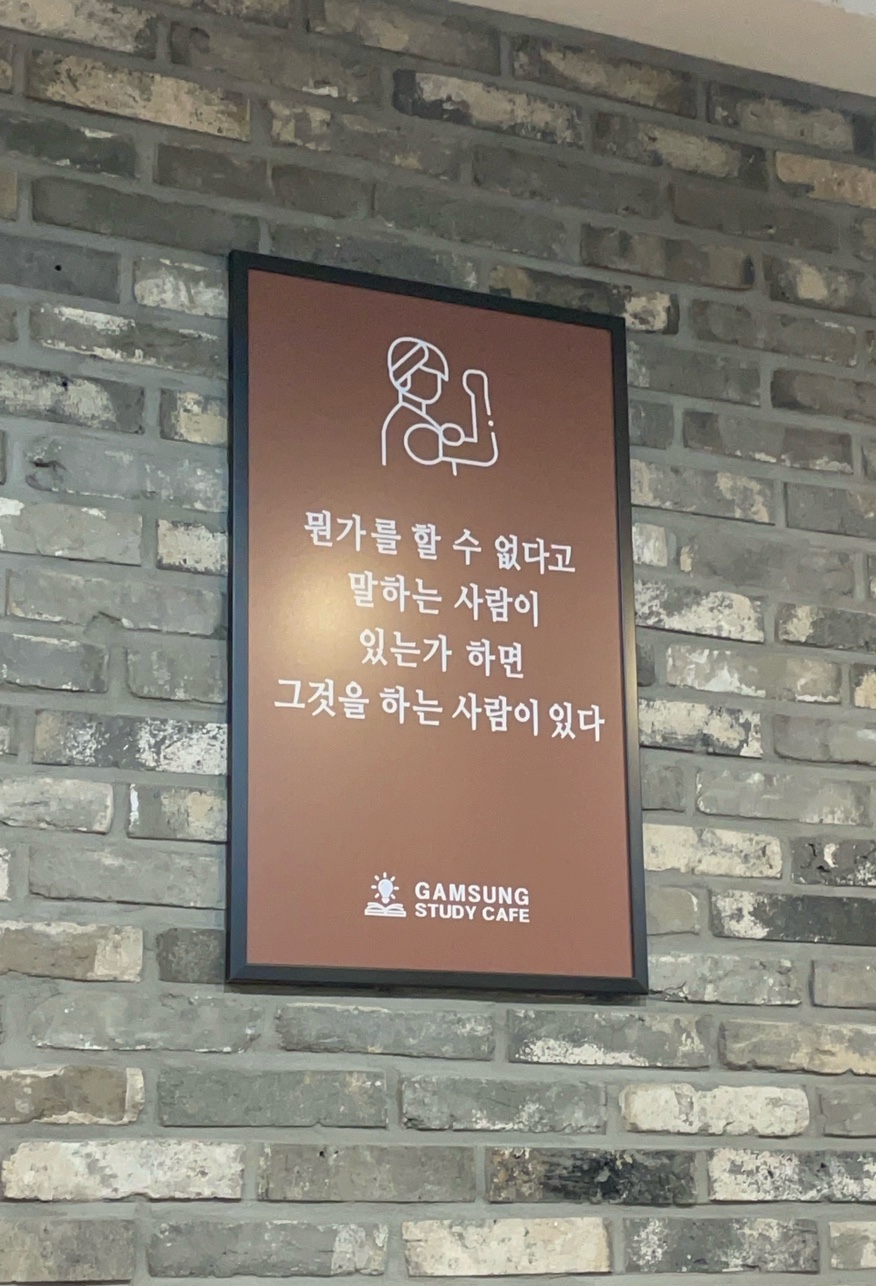 뭔가를 할 수 없다고
말하는 사람이
있는가 하면
그것을 하는 사람이 있다
GAMSUNG
STUDY CAFE